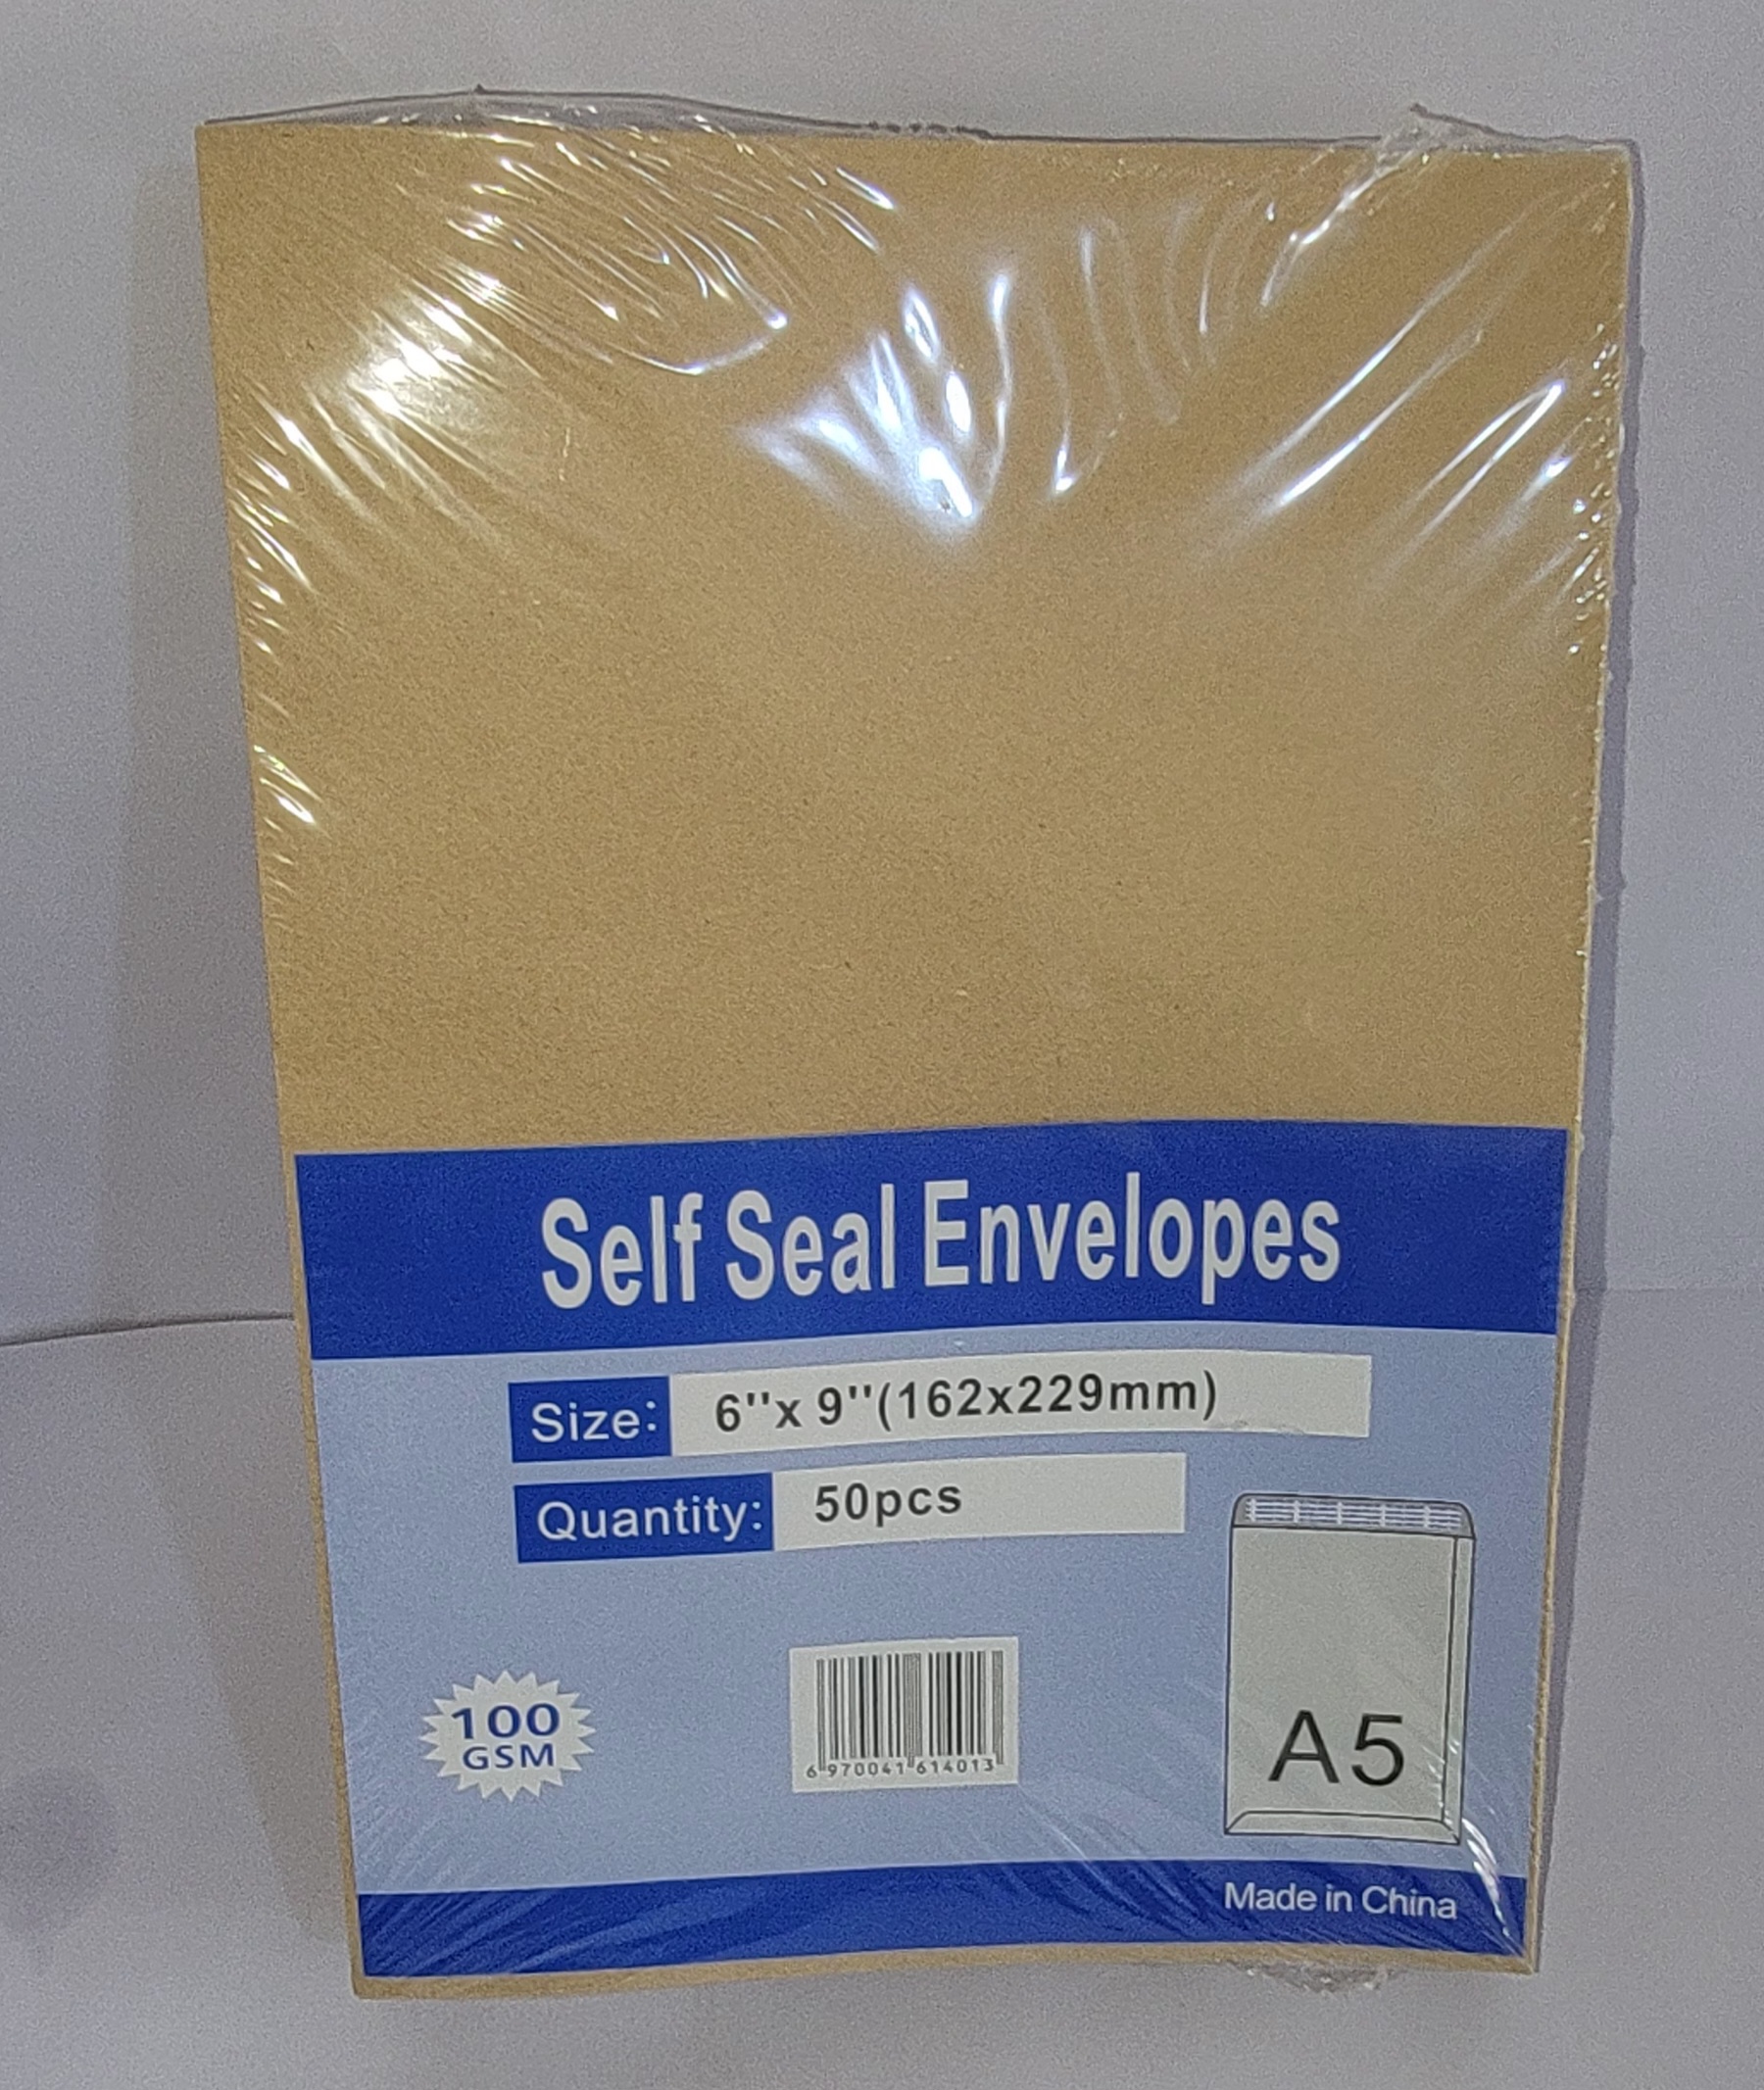 Self Seal Envelopes
Size: 6''x 9''(162x229mm)
Quantity: 50pcs
100
GSM
6 970041 614013
A5
Made in China